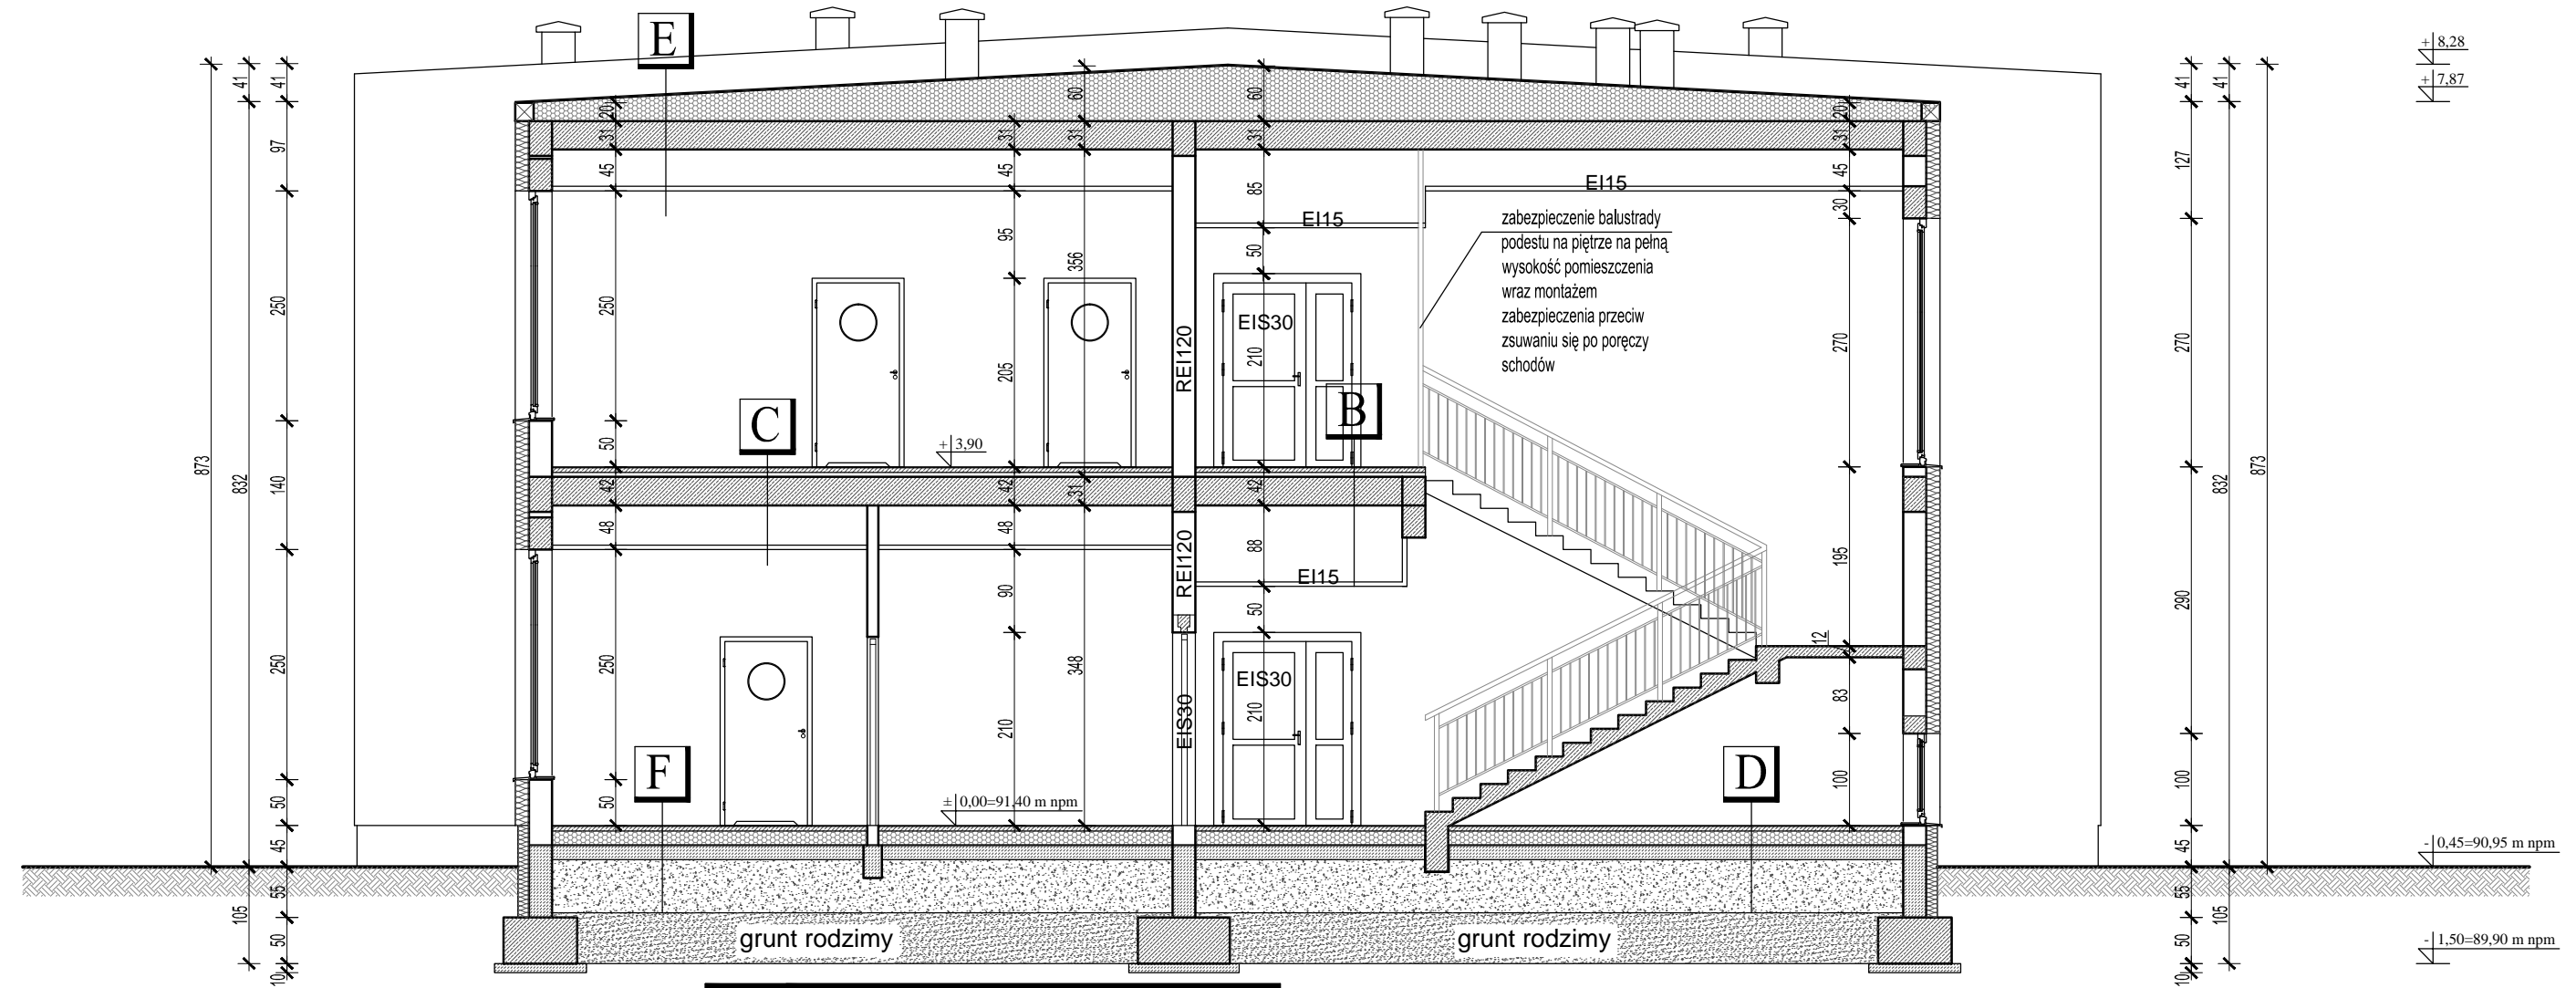 E
+ 8,28
+ 7,87
41
41
41
97
250
140
250
50
45
55
50
10
873
832
105
20
31
45
250
50
42
48
250
50
31
45
95
205
42
48
90
210
60
31
356
31
348
60
31
85
50
210
42
88
50
210
20
31
45
30
270
195
12
83
100
41
41
127
270
290
100
45
55
50
10
832
105
873
EI15
EI15
EI15
zabezpieczenie balustrady
podestu na piętrze na pełną
wysokość pomieszczenia
wraz montażem
zabezpieczenia przeciw
zsuwaniu się po poręczy
schodów
REI120
EIS30
B
C
+ 3,90
REI120
EIS30
EIS30
F
D
± 0,00=91,40 m npm
- 0,45=90,95 m npm
grunt rodzimy
grunt rodzimy
- 1,50=89,90 m npm